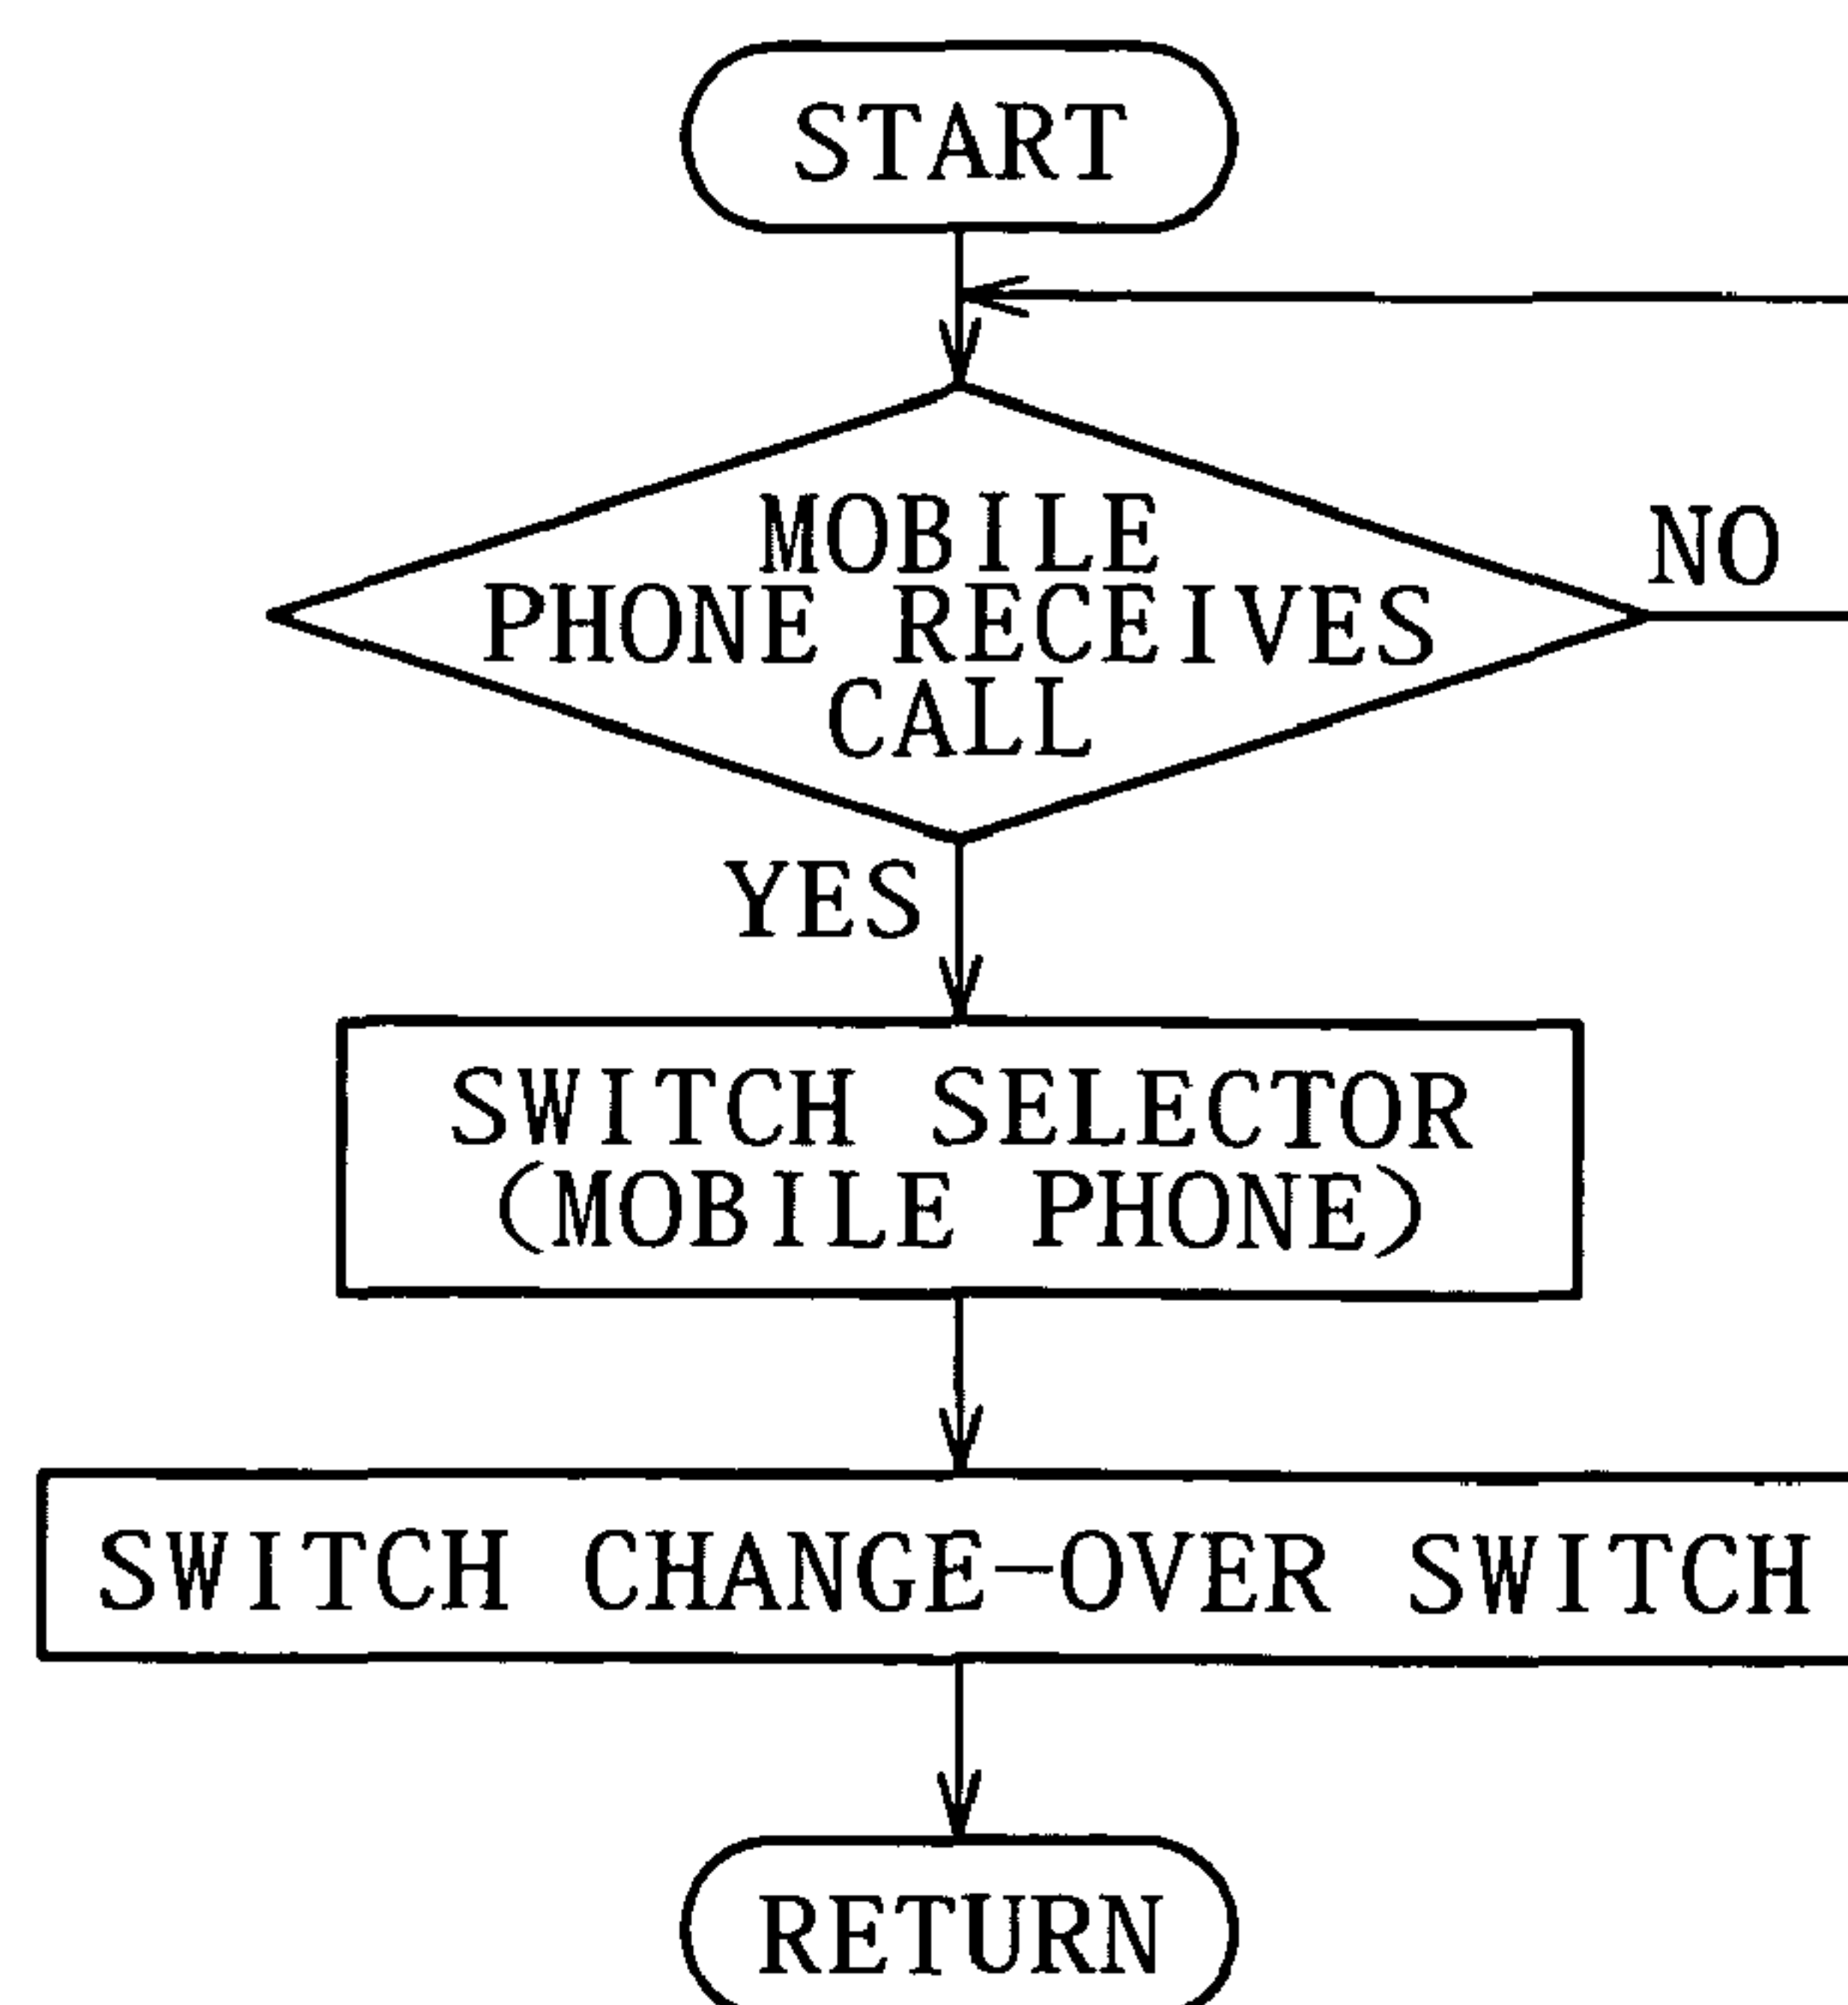 START
MOBILE
PHONE RECEIVES
CALL
NO
YES
SWITCH SELECTOR
(MOBILE PHONE)
SWITCH CHANGE-OVER SWITCH
RETURN